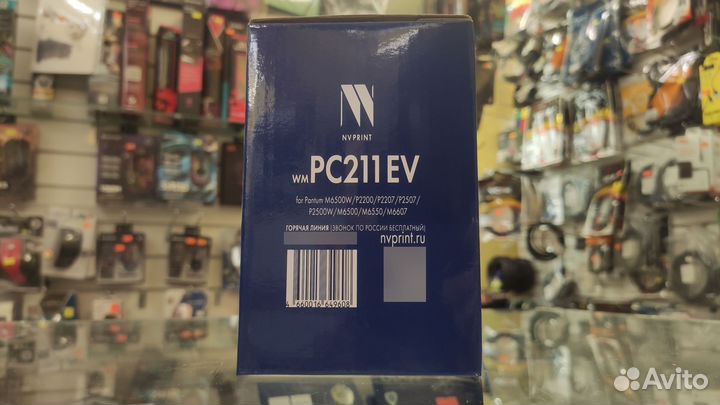 NV PRINT
WM PC211EV
for Pantum M6500W/P2200/P2207/P2507/
P2500W/M6500/M6550/M6607
ГОРЯЧАЯ ЛИНИЯ (ЗВОНОК ПО РОССИИ БЕСПЛАТНЫЙ)
nvprint.ru
4 660016 649608
Avito